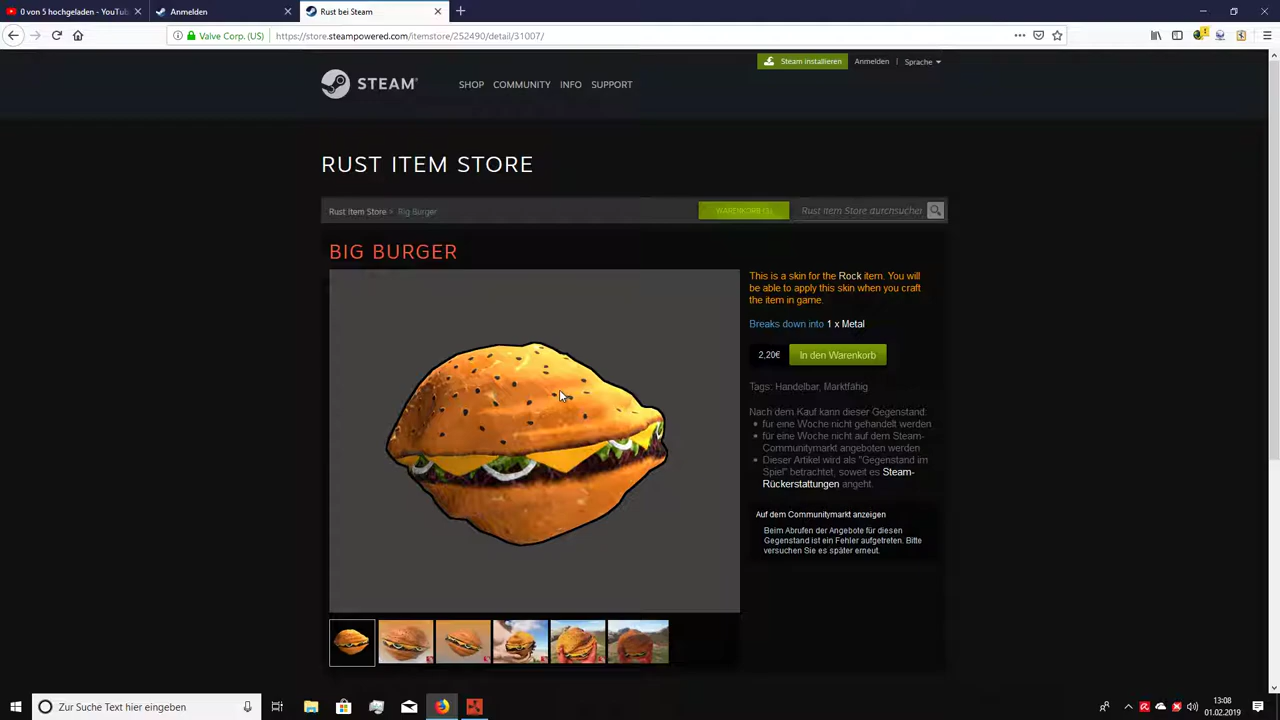 0 von 5 hochgeladen - YouTub
Anmelden
Rust bei Steam
Valve Corp. (US)
https://store.steampowered.com/itemstore/252490/detail/31007/
Steam installieren
Anmelden
Sprache
STEAM
SHOP COMMUNITY INFO SUPPORT
RUST ITEM STORE
Rust Item Store > Big Burger
WARENKORB
Rust Item Store durchsuchen
BIG BURGER
This is a skin for the Rock item. You will
be able to apply this skin when you craft
the item in game.
Breaks down into 1 x Metal
2,20€
In den Warenkorb
Tags: Handelbar, Marktfähig
Nach dem Kauf kann dieser Gegenstand:
für eine Woche nicht gehandelt werden
für eine Woche nicht auf dem Steam-
Communitymarkt angeboten werden
Dieser Artikel wird als "Gegenstand im
Spiel" betrachtet, soweit es Steam-
Rückerstattungen angeht.
Auf dem Communitymarkt anzeigen
Beim Abrufen der Angebote für diesen
Gegenstand ist ein Fehler aufgetreten. Bitte
versuchen Sie es später erneut.
Zur Suche Text hier eingeben
13:08
01.02.2019